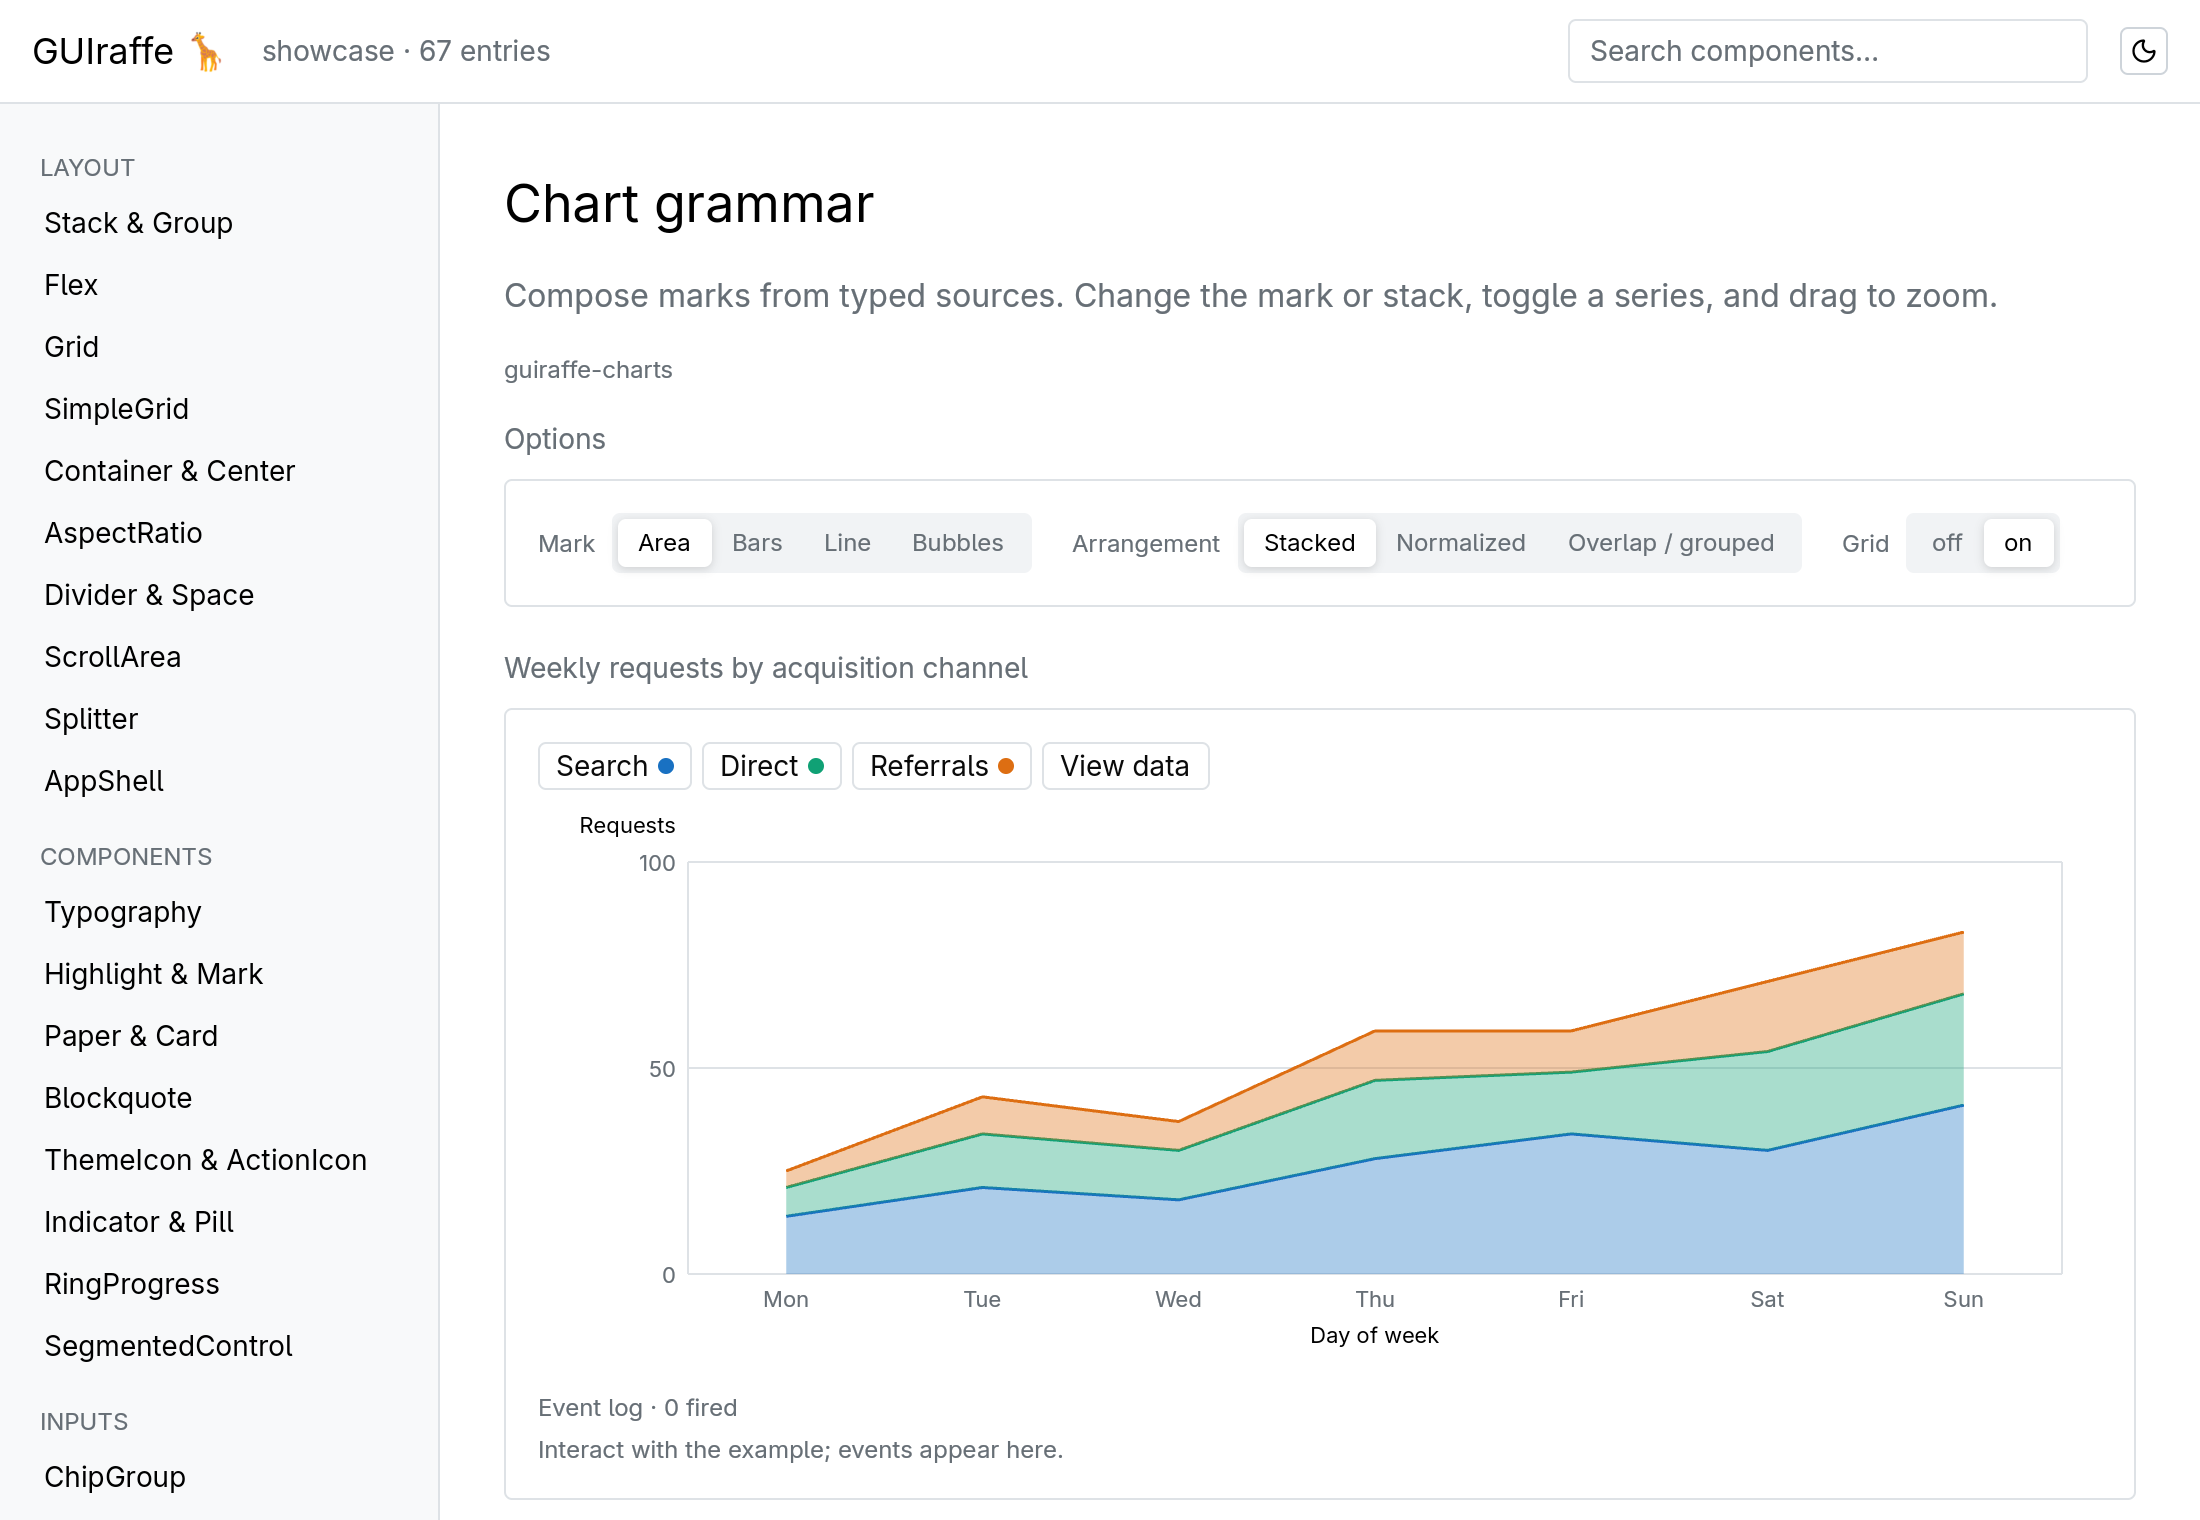 GUIraffe 🦒 showcase · 67 entries Search components...
LAYOUT
Stack & Group
Flex
Grid
SimpleGrid
Container & Center
AspectRatio
Divider & Space
ScrollArea
Splitter
AppShell
COMPONENTS
Typography
Highlight & Mark
Paper & Card
Blockquote
ThemeIcon & ActionIcon
Indicator & Pill
RingProgress
SegmentedControl
INPUTS
ChipGroup
Chart grammar
Compose marks from typed sources. Change the mark or stack, toggle a series, and drag to zoom.
guiraffe-charts
Options
Mark Area Bars Line Bubbles Arrangement Stacked Normalized Overlap / grouped Grid off on
Weekly requests by acquisition channel
Search Direct Referrals View data
Requests
100
50
0
Mon Tue Wed Thu Fri Sat Sun
Day of week
Event log · 0 fired
Interact with the example; events appear here.